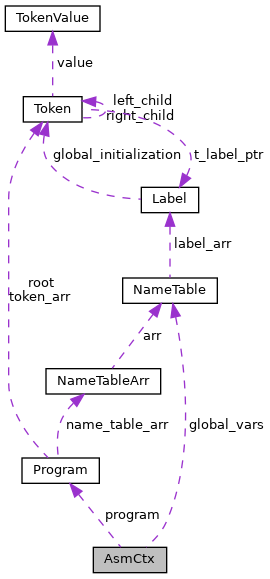 TokenValue
value
Token
left_child
right_child
global_initialization
t_label_ptr
Label
label_arr
NameTable
root
token_arr
arr
NameTableArr
name_table_arr
global_vars
Program
program
AsmCtx